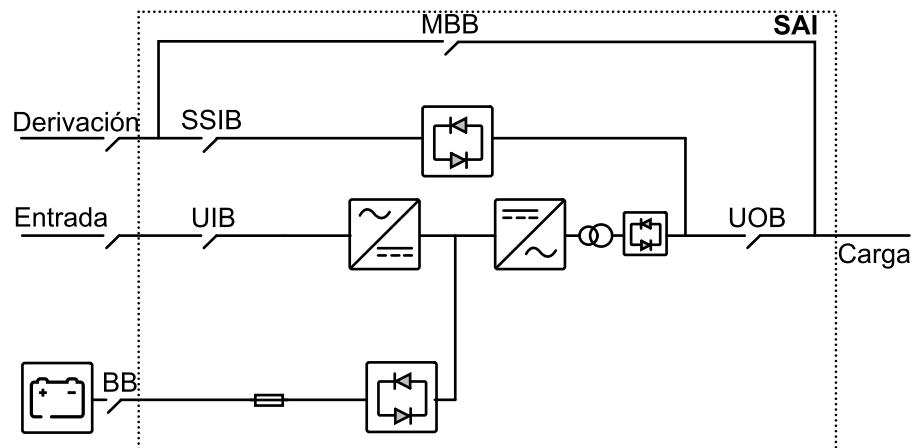 MBB
SAI
Derivación
SSIB
Entrada
UIB
UOB
Carga
BB